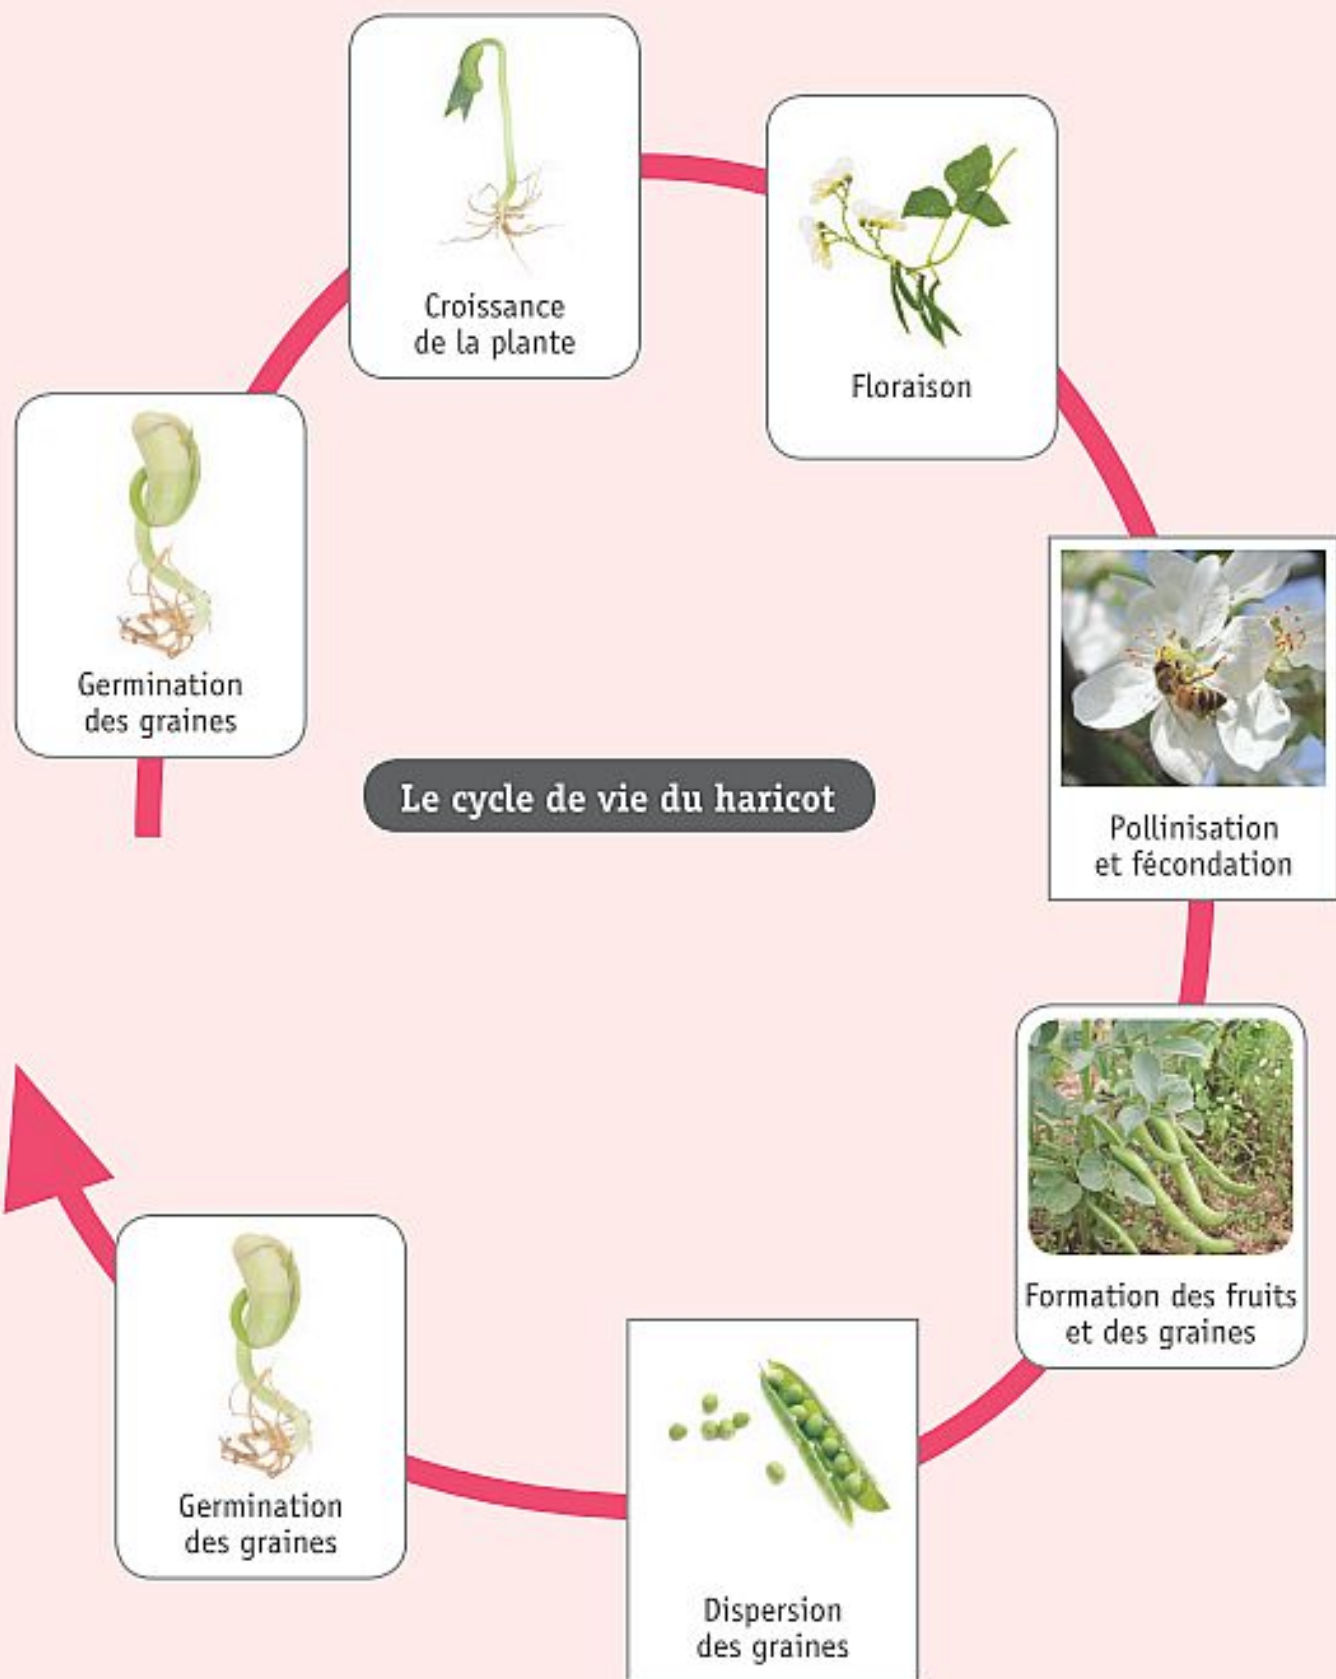 Croissance
de la plante
Floraison
Germination
des graines
Le cycle de vie du haricot
Pollinisation
et fécondation
Formation des fruits
et des graines
Germination
des graines
Dispersion
des graines